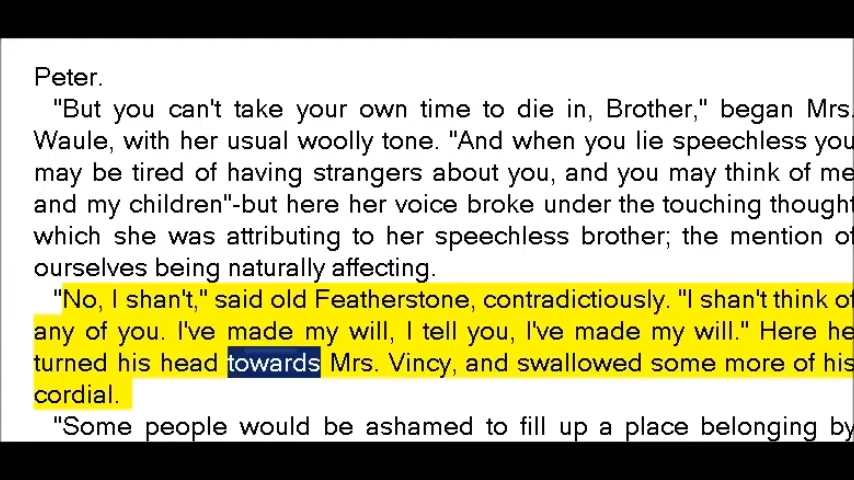 Peter.
"But you can't take your own time to die in, Brother," began Mrs.
Waule, with her usual woolly tone. "And when you lie speechless you
may be tired of having strangers about you, and you may think of me
and my children"-but here her voice broke under the touching thought
which she was attributing to her speechless brother; the mention of
ourselves being naturally affecting.
"No, I shan't," said old Featherstone, contradictiously. "I shan't think of
any of you. I've made my will, I tell you, I've made my will." Here he
turned his head towards Mrs. Vincy, and swallowed some more of his
cordial.
"Some people would be ashamed to fill up a place belonging by